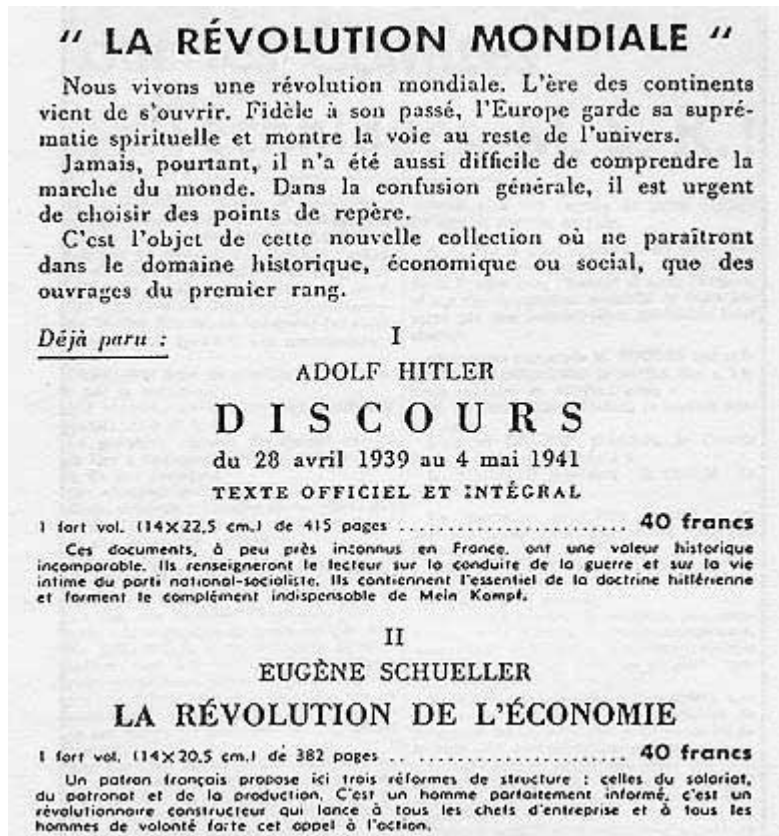 “ LA RÉVOLUTION MONDIALE ”
Nous vivons une révolution mondiale. L'ère des continents
vient de s'ouvrir. Fidèle à son passé, l'Europe garde sa supré-
matie spirituelle et montre la voie au reste de l'univers.
Jamais, pourtant, il n'a été aussi difficile de comprendre la
marche du monde. Dans la confusion générale, il est urgent
de choisir des points de repère.
C'est l'objet de cette nouvelle collection où ne paraîtront
dans le domaine historique, économique ou social, que des
ouvrages du premier rang.
Déjà paru :
I
ADOLF HITLER
DISCOURS
du 28 avril 1939 au 4 mai 1941
TEXTE OFFICIEL ET INTÉGRAL
1 fort vol. (14×22,5 cm.) de 415 pages ........................ 40 francs
Ces documents, à peu près inconnus en France, ont une valeur historique
incomparable. Ils renseigneront le lecteur sur la conduite de la guerre et sur la vie
intime du parti national-socialiste. Ils contiennent l'essentiel de la doctrine hitlérienne
et forment le complément indispensable de Mein Kampf.
II
EUGÈNE SCHUELLER
LA RÉVOLUTION DE L'ÉCONOMIE
1 fort vol. (14×20,5 cm.) de 382 pages ........................ 40 francs
Un patron français propose ici trois réformes de structure : celles du salariat,
du patronat et de la production. C'est un homme parfaitement informé, c'est un
révolutionnaire constructeur qui lance à tous les chefs d'entreprise et à tous les
hommes de volonté forte cet appel à l'action.